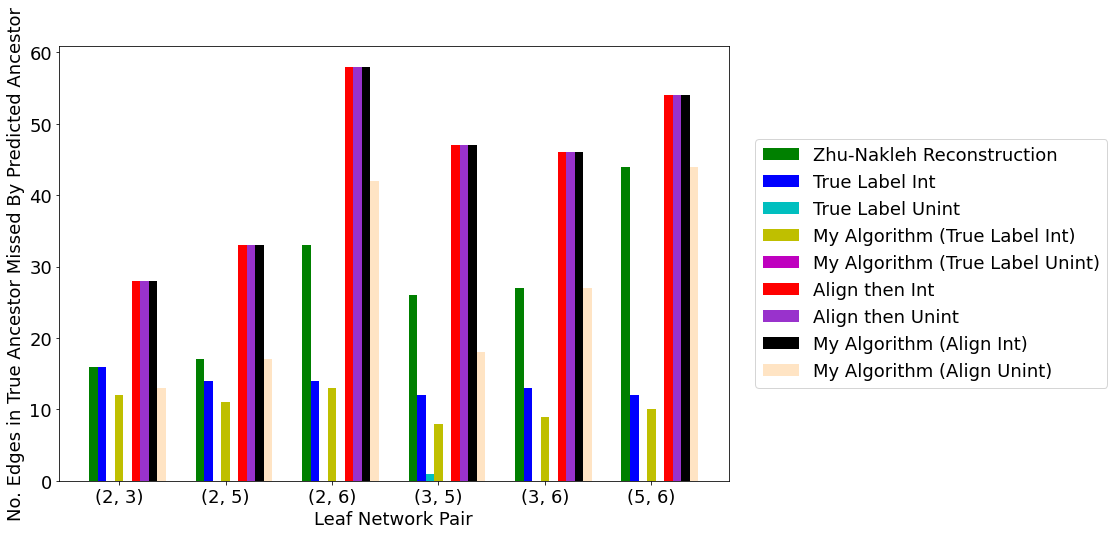 No. Edges in True Ancestor Missed By Predicted Ancestor
60
50
40
30
20
10
0
(2, 3)
(2, 5)
(2, 6)
(3, 5)
(3, 6)
(5, 6)
Leaf Network Pair
Zhu-Nakleh Reconstruction
True Label Int
True Label Unint
My Algorithm (True Label Int)
My Algorithm (True Label Unint)
Align then Int
Align then Unint
My Algorithm (Align Int)
My Algorithm (Align Unint)